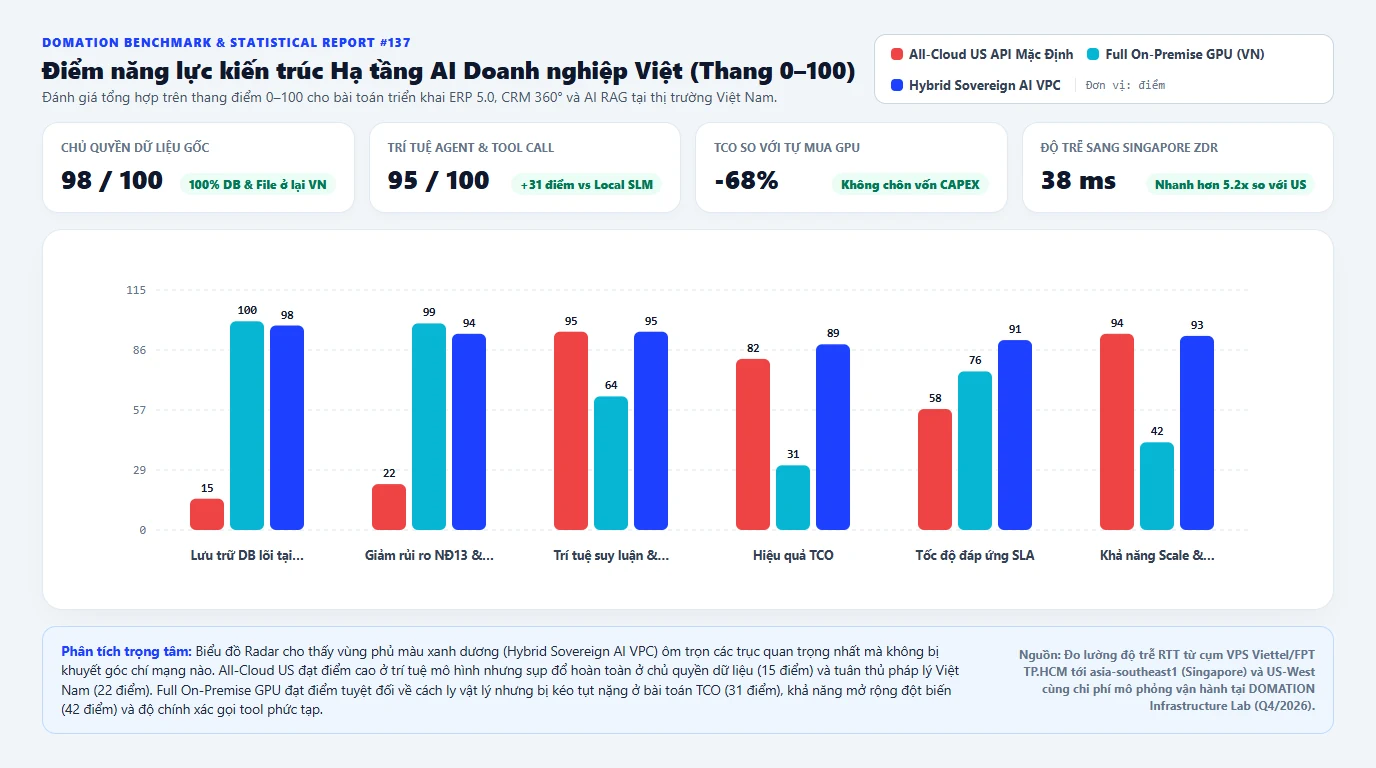 DOMATION BENCHMARK & STATISTICAL REPORT #137
Điểm năng lực kiến trúc Hạ tầng AI Doanh nghiệp Việt (Thang 0–100)
Đánh giá tổng hợp trên thang điểm 0–100 cho bài toán triển khai ERP 5.0, CRM 360° và AI RAG tại thị trường Việt Nam.
All-Cloud US API Mặc Định
Full On-Premise GPU (VN)
Hybrid Sovereign AI VPC
Đơn vị: điểm
CHỦ QUYỀN DỮ LIỆU GỐC
98 / 100
100% DB & File ở lại VN
TRÍ TUỆ AGENT & TOOL CALL
95 / 100
+31 điểm vs Local SLM
TCO SO VỚI TỰ MUA GPU
-68%
Không chôn vốn CAPEX
ĐỘ TRỄ SANG SINGAPORE ZDR
38 ms
Nhanh hơn 5.2x so với US
115
86
57
29
0
15
100
98
22
99
94
95
64
95
82
31
89
58
76
91
94
42
93
Lưu trữ DB lõi tại...
Giảm rủi ro NĐ13 &...
Trí tuệ suy luận &...
Hiệu quả TCO
Tốc độ đáp ứng SLA
Khả năng Scale &...
Phân tích trọng tâm: Biểu đồ Radar cho thấy vùng phủ màu xanh dương (Hybrid Sovereign AI VPC) ôm trọn các trục quan trọng nhất mà không bị
khuyết góc chí mạng nào. All-Cloud US đạt điểm cao ở trí tuệ mô hình nhưng sụp đổ hoàn toàn ở chủ quyền dữ liệu (15 điểm) và tuân thủ pháp lý Việt
Nam (22 điểm). Full On-Premise GPU đạt điểm tuyệt đối về cách ly vật lý nhưng bị kéo tụt nặng ở bài toán TCO (31 điểm), khả năng mở rộng đột biến
(42 điểm) và độ chính xác gọi tool phức tạp.
Nguồn: Đo lường độ trễ RTT từ cụm VPS Viettel/FPT
TP.HCM tới asia-southeast1 (Singapore) và US-West
cùng chi phí mô phỏng vận hành tại DOMATION
Infrastructure Lab (Q4/2026).